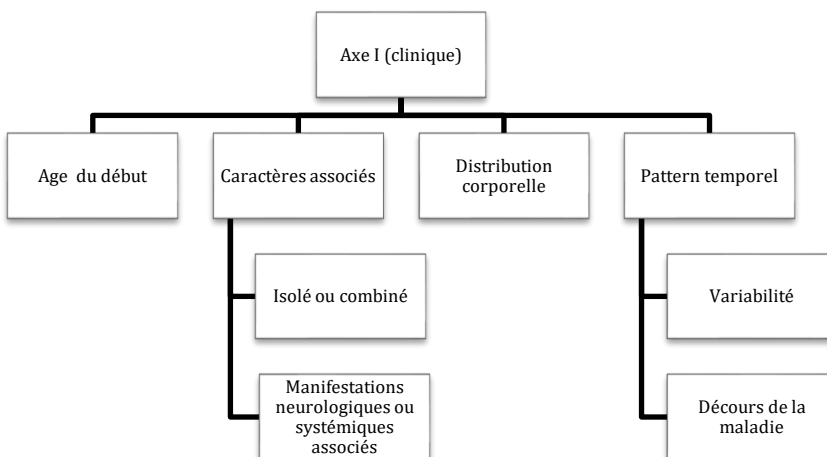 Axe I (clinique)
Age du début
Caractères associés
Distribution
corporelle
Pattern temporel
Isolé ou combiné
Variabilité
Manifestations
neurologiques ou
systémiques
associés
Décours de la
maladie